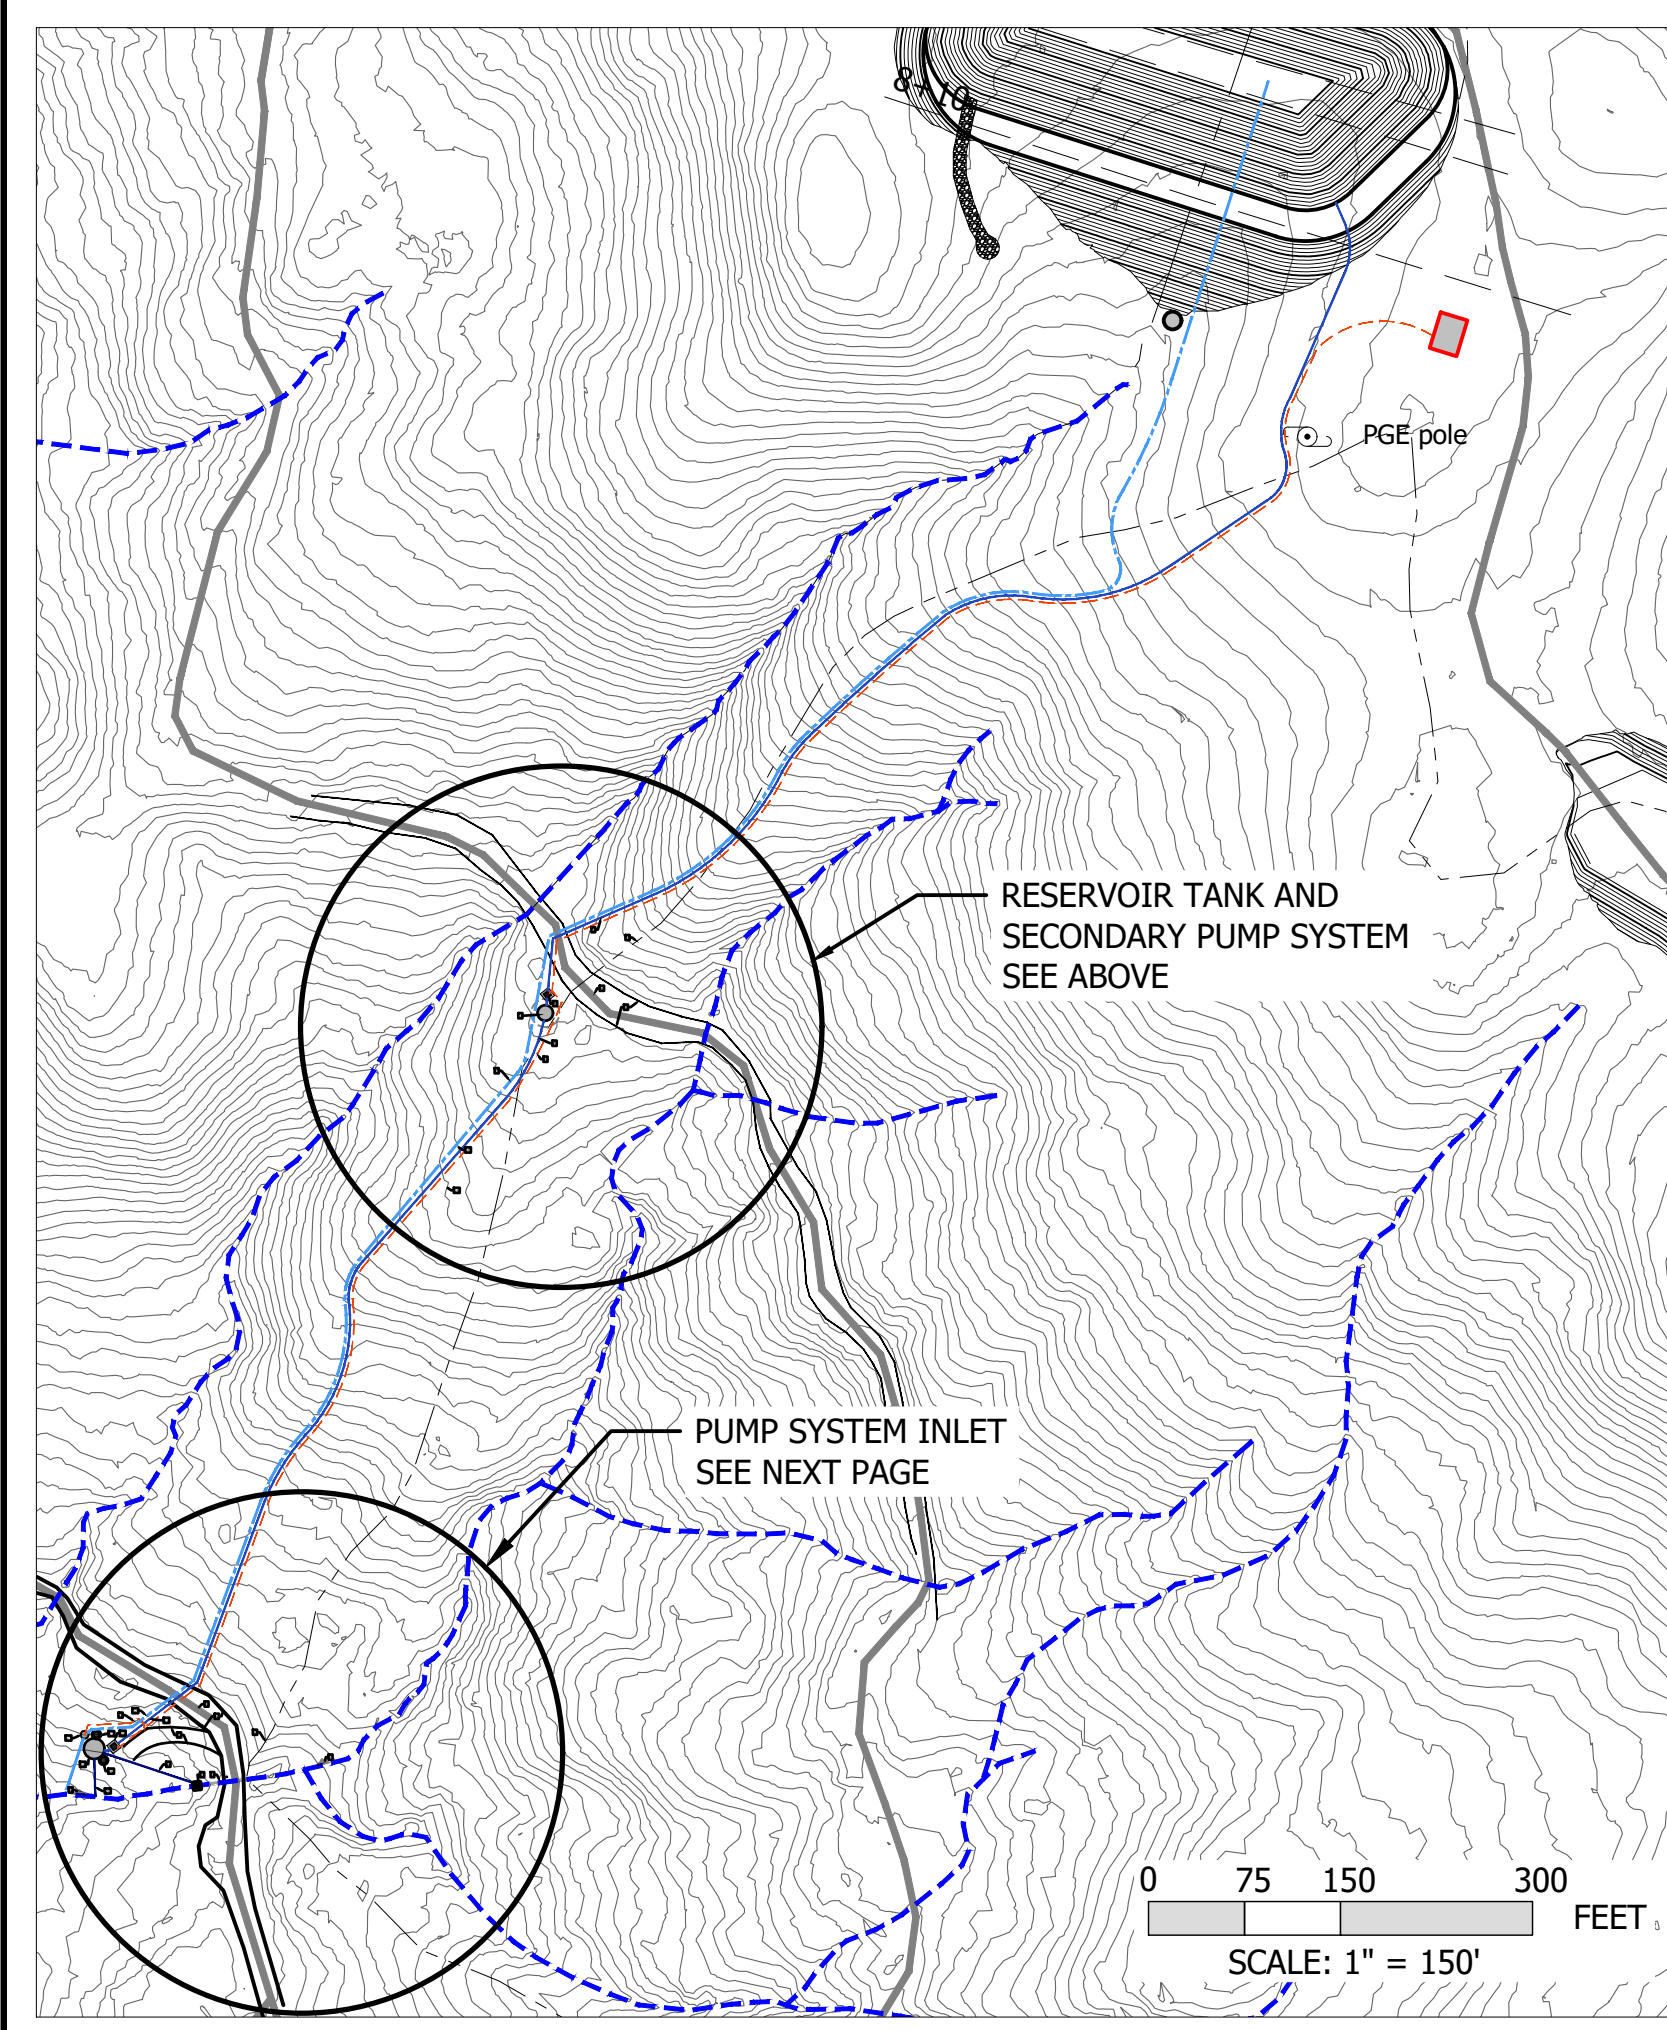 8+10
PGE pole
RESERVOIR TANK AND
SECONDARY PUMP SYSTEM
SEE ABOVE
PUMP SYSTEM INLET
SEE NEXT PAGE
0 75 150 300
FEET
SCALE: 1" = 150'